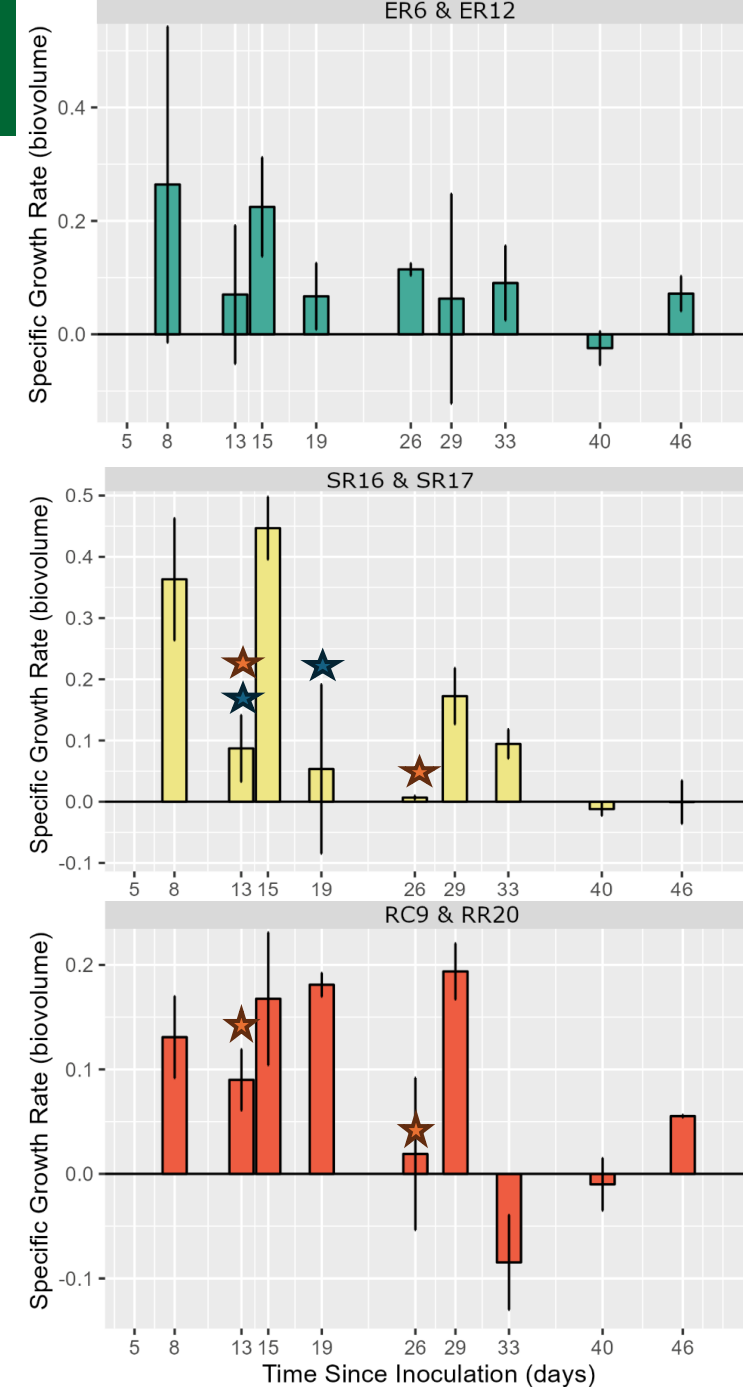 ER6 & ER12
Specific Growth Rate (biovolume)
0.4
0.2
0.0
5 8 13 15 19 26 29 33 40 46
SR16 & SR17
Specific Growth Rate (biovolume)
0.5
0.4
0.3
0.2
0.1
0.0
-0.1
5 8 13 15 19 26 29 33 40 46
RC9 & RR20
Specific Growth Rate (biovolume)
0.2
0.1
0.0
-0.1
5 8 13 15 19 26 29 33 40 46
Time Since Inoculation (days)